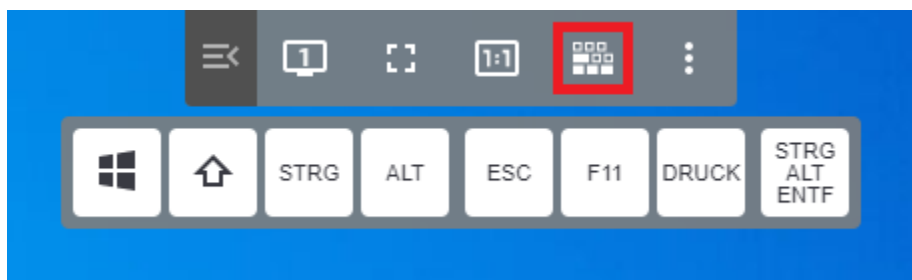 1
1:1
STRG
ALT
ESC
F11
DRUCK
STRG
ALT
ENTF